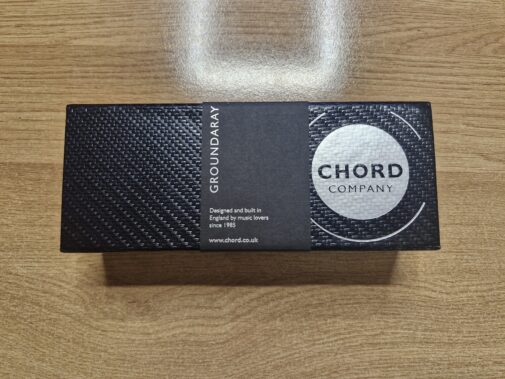 GROUNDARAY
Designed and built in
England by music lovers
since 1985
www.chord.co.uk
CHORD
COMPANY